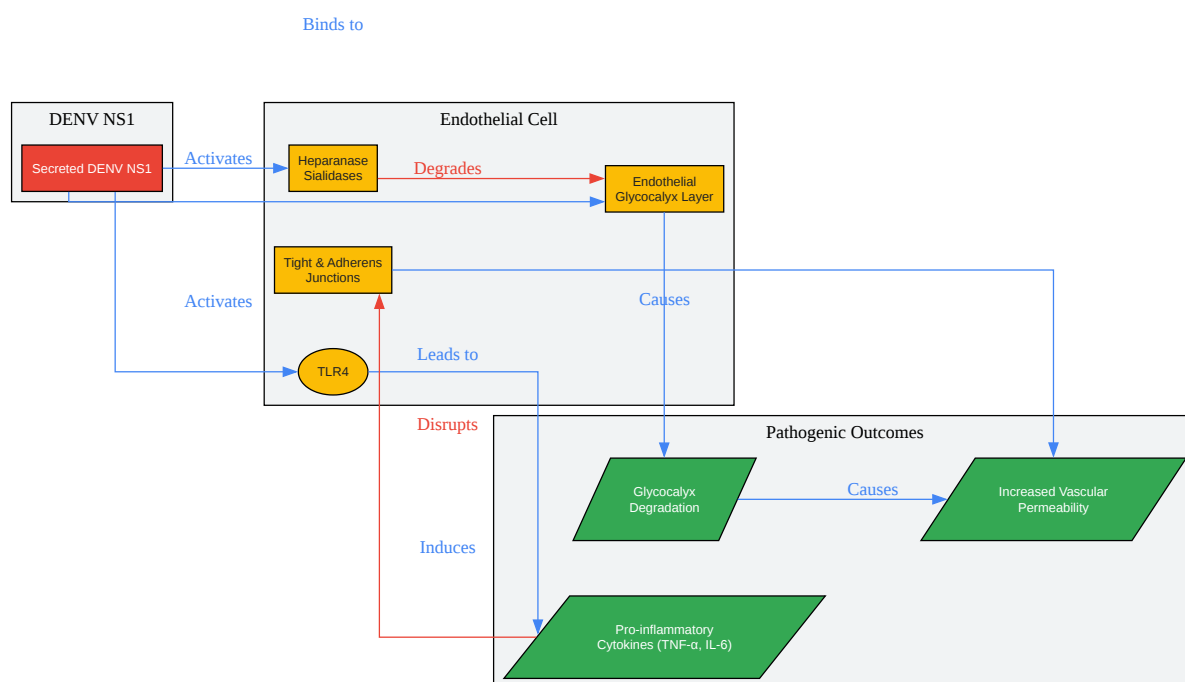 Binds to
DENV NS1
Endothelial Cell
Secreted DENV NS1
Activates
Heparanase
Sialidases
Degrades
Endothelial
Glycocalyx Layer
Tight & Adherens
Junctions
Activates
Causes
TLR4
Leads to
Disrupts
Pathogenic Outcomes
Glycocalyx
Degradation
Causes
Increased Vascular
Permeability
Induces
Pro-inflammatory
Cytokines (TNF-α, IL-6)